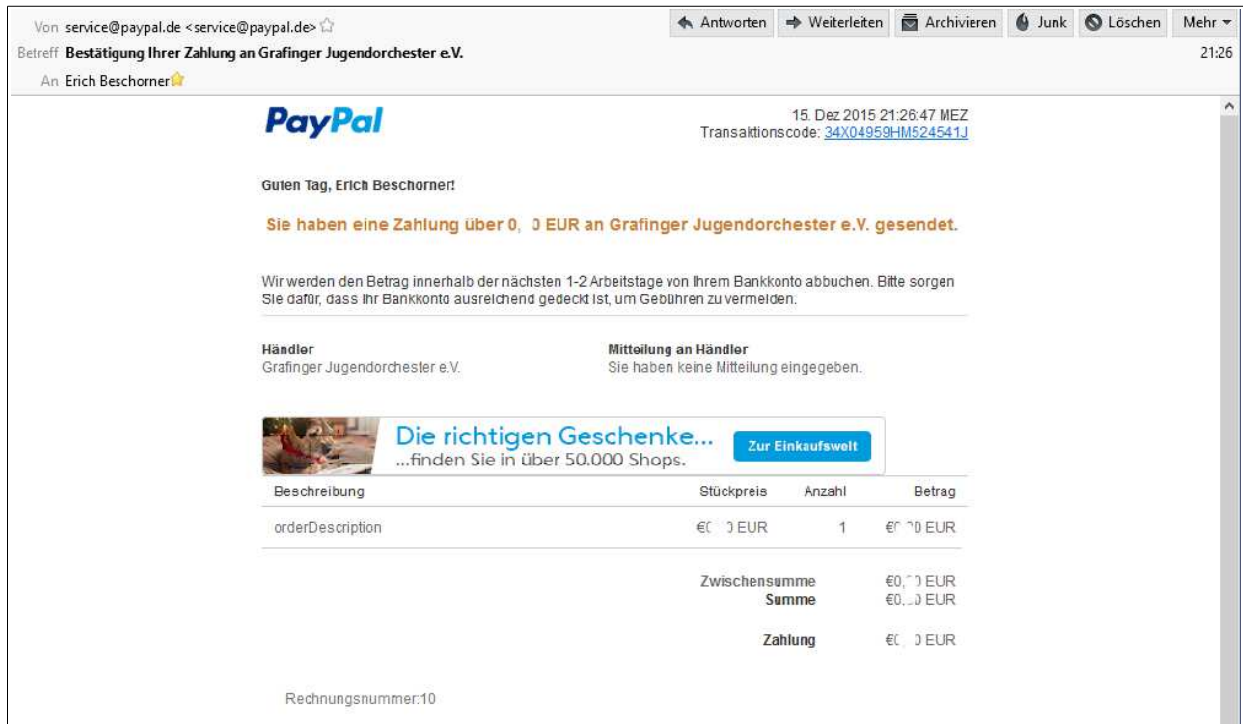 Von service@paypal.de <service@paypal.de>
Antworten Weiterleiten Archivieren Junk Löschen Mehr
Betreff Bestätigung Ihrer Zahlung an Grafinger Jugendorchester e.V.
21:26
An Erich Beschorner
PayPal
15. Dez 2015 21:26:47 MEZ
Transaktionscode: 34X04959HM524541J
Guten Tag, Erich Beschorner!
Sie haben eine Zahlung über 0, 0 EUR an Grafinger Jugendorchester e.V. gesendet.
Wir werden den Betrag innerhalb der nächsten 1-2 Arbeitstage von Ihrem Bankkonto abbuchen. Bitte sorgen
Sie dafür, dass Ihr Bankkonto ausreichend gedeckt ist, um Gebühren zu vermeiden.
Händler
Grafinger Jugendorchester e.V.
Mitteilung an Händler
Sie haben keine Mitteilung eingegeben.
Die richtigen Geschenke...
...finden Sie in über 50.000 Shops.
Zur Einkaufswelt
Beschreibung Stückpreis Anzahl Betrag
orderDescription EUR 1 EUR
Zwischensumme EUR
Summe EUR
Zahlung EUR
Rechnungsnummer:10